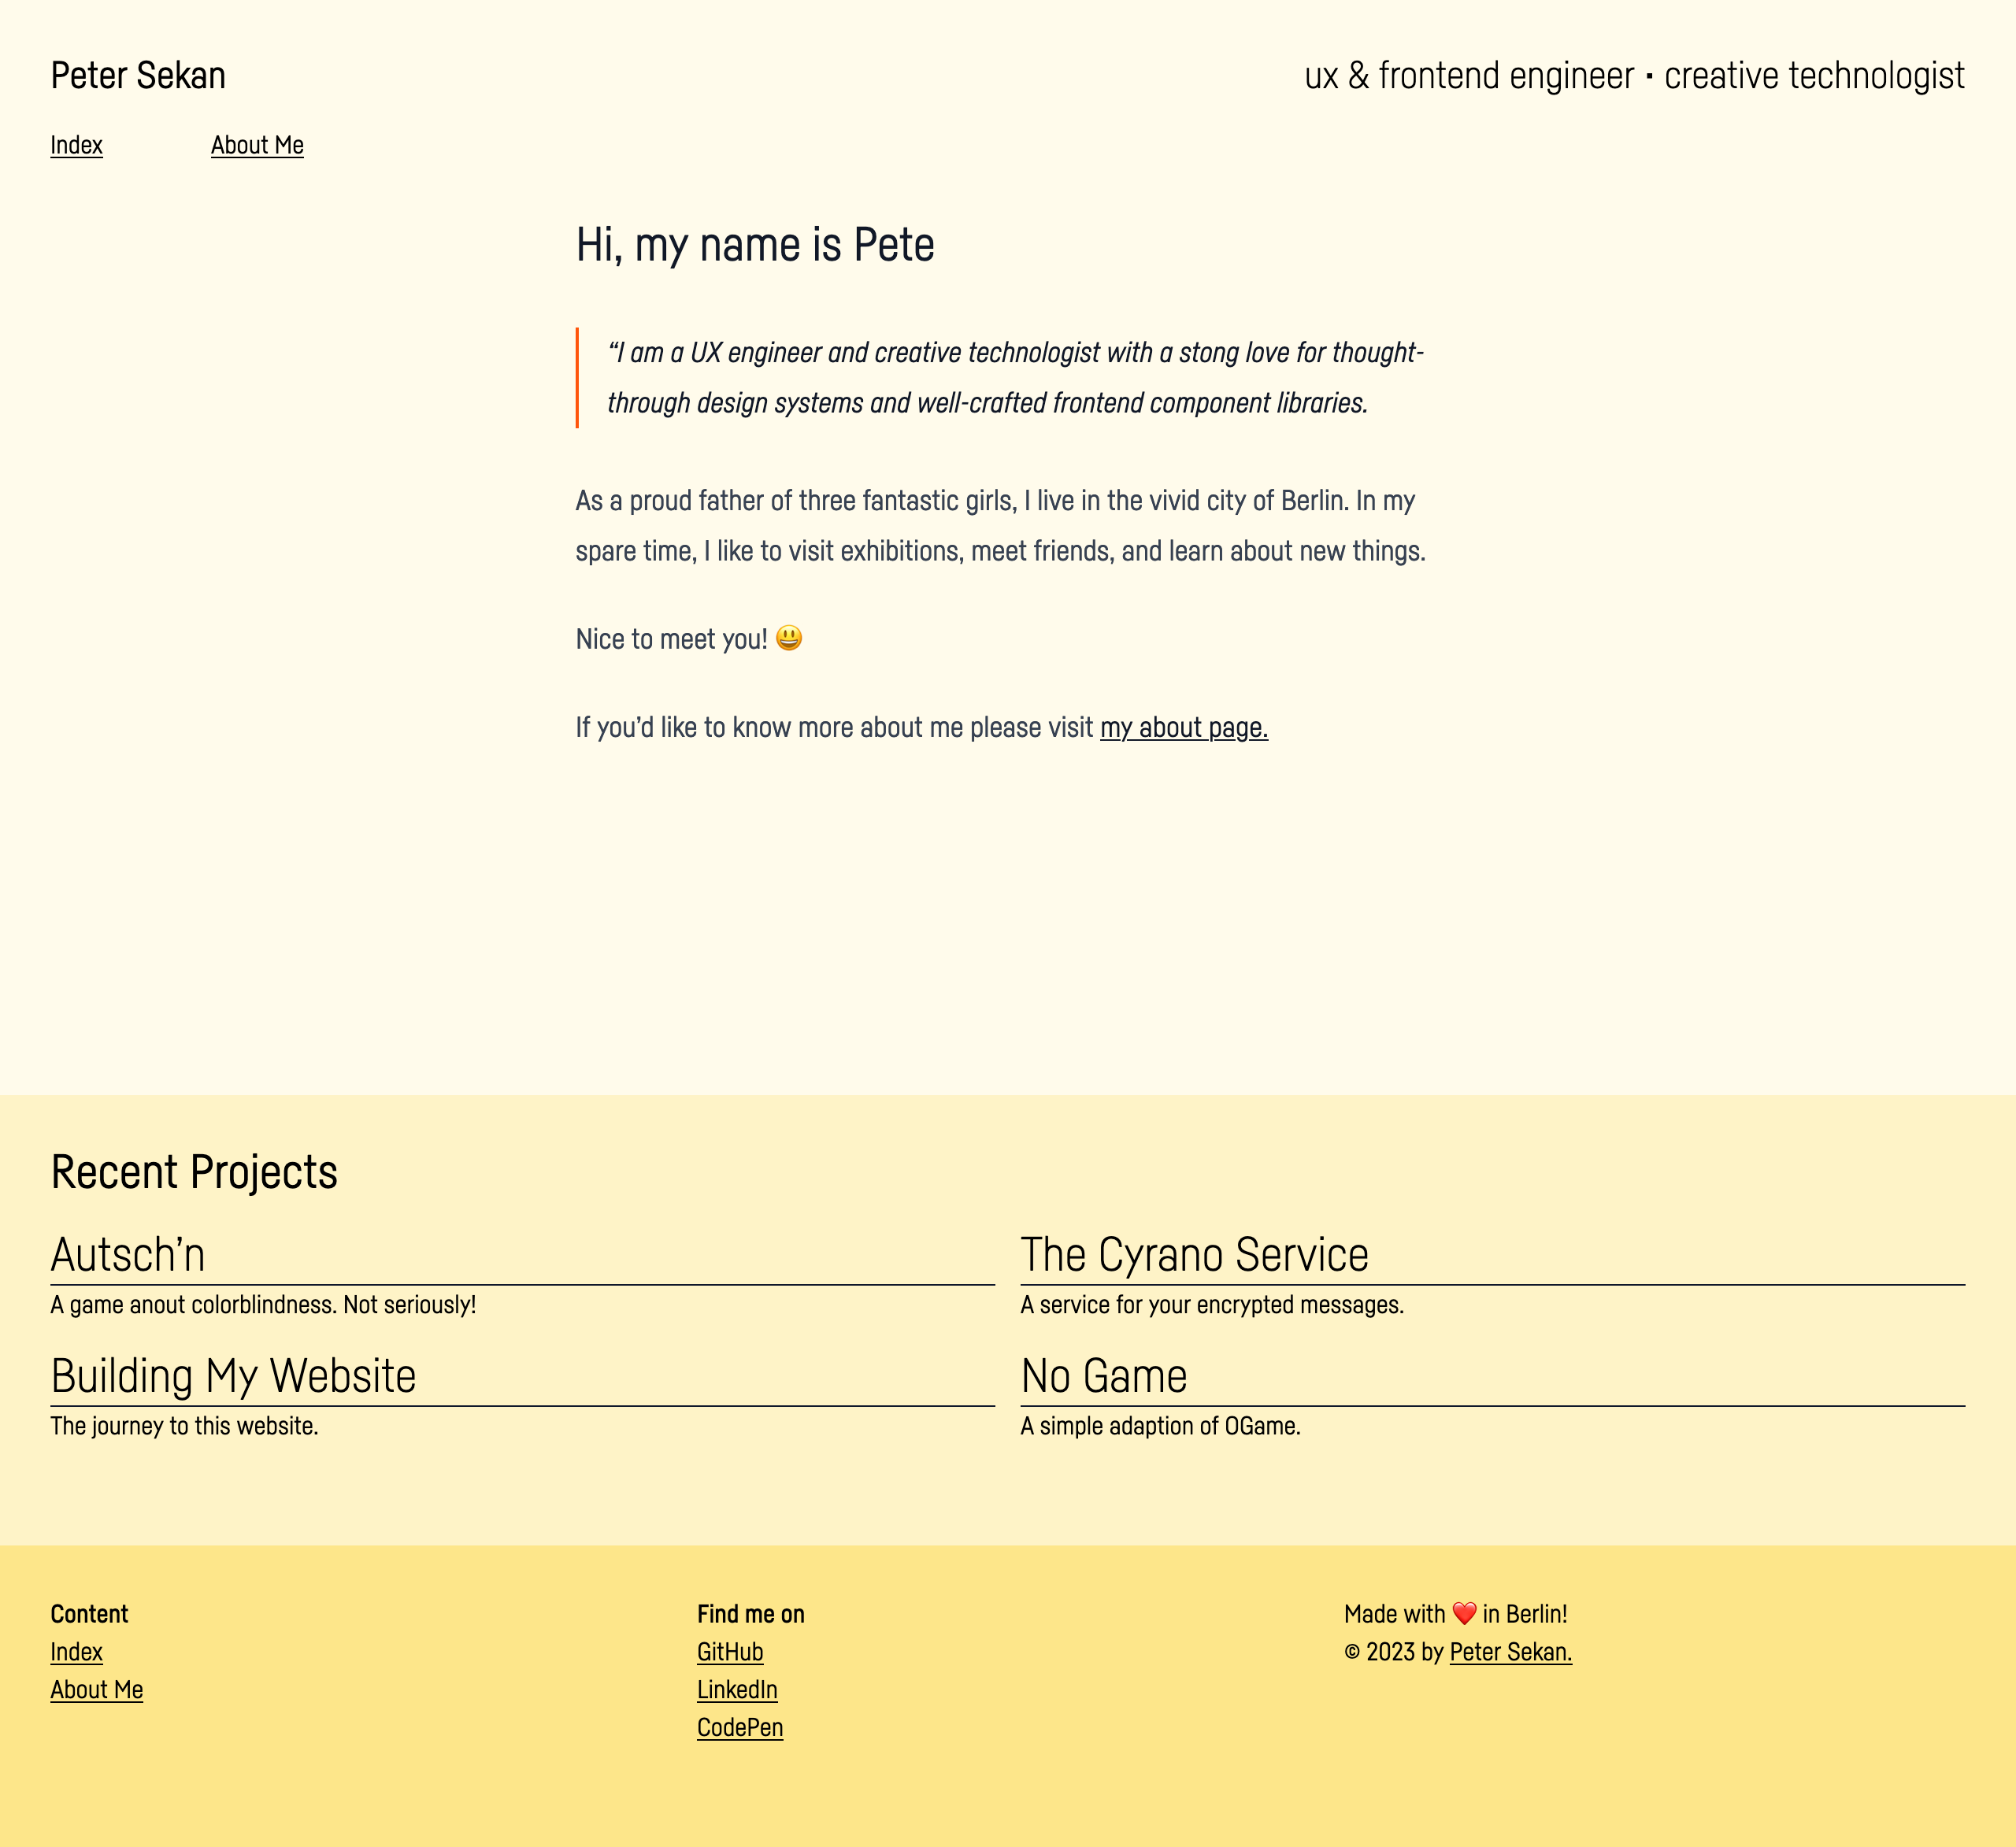 Peter Sekan
ux & frontend engineer • creative technologist
Index
About Me
Hi, my name is Pete
“I am a UX engineer and creative technologist with a stong love for thought-
through design systems and well-crafted frontend component libraries.
As a proud father of three fantastic girls, I live in the vivid city of Berlin. In my
spare time, I like to visit exhibitions, meet friends, and learn about new things.
Nice to meet you! 😃
If you’d like to know more about me please visit my about page.
Recent Projects
Autsch’n
A game anout colorblindness. Not seriously!
The Cyrano Service
A service for your encrypted messages.
Building My Website
The journey to this website.
No Game
A simple adaption of OGame.
Content
Index
About Me
Find me on
GitHub
LinkedIn
CodePen
Made with ❤️ in Berlin!
© 2023 by Peter Sekan.